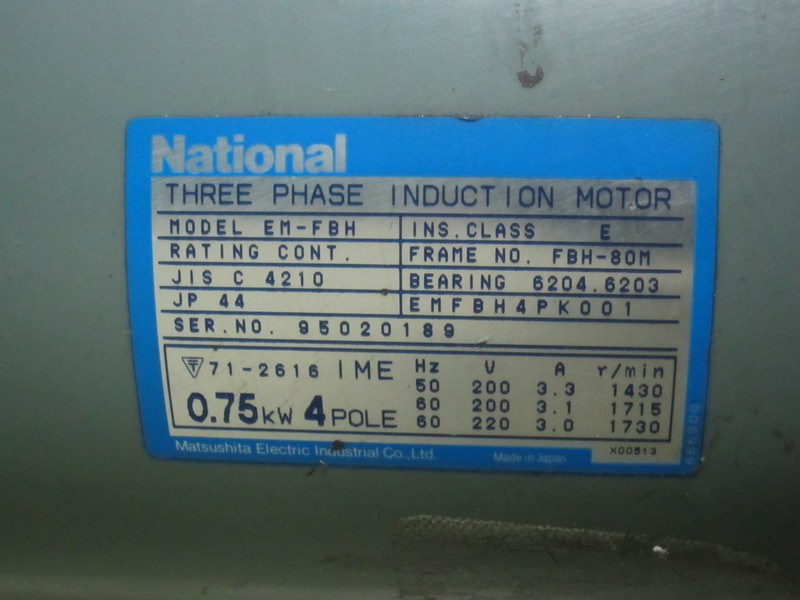 National
THREE PHASE INDUCTION MOTOR
MODEL EM-FBH INS.CLASS E
RATING CONT. FRAME NO. FBH-80M
JIS C 4210 BEARING 6204.6203
JP 44 EMFBH4PK001
SER.NO. 95020189
71-2616 IME Hz V A r/min
50 200 3.3 1430
0.75kW 4POLE 60 200 3.1 1715
60 220 3.0 1730
Matsushita Electric Industrial Co.,Ltd. Made in Japan X00513